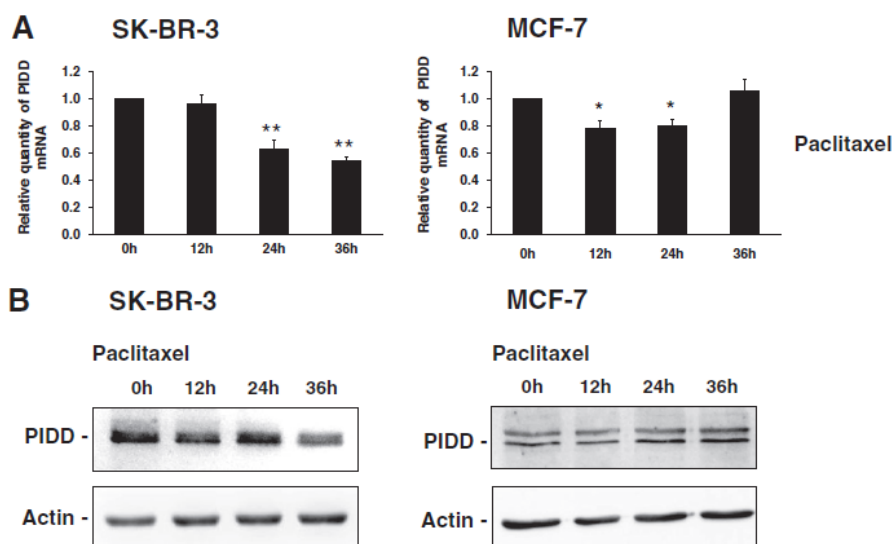 A
SK-BR-3
MCF-7
Relative quantity of PIDD
mRNA
1.2
1.0
0.8
0.6
0.4
0.2
0.0
**
**
0h
12h
24h
36h
Relative quantity of PIDD
mRNA
1.2
1.0
0.8
0.6
0.4
0.2
0.0
*
*
0h
12h
24h
36h
Paclitaxel
B
SK-BR-3
MCF-7
Paclitaxel
0h 12h 24h 36h
PIDD -
Actin -
Paclitaxel
0h 12h 24h 36h
PIDD -
Actin -